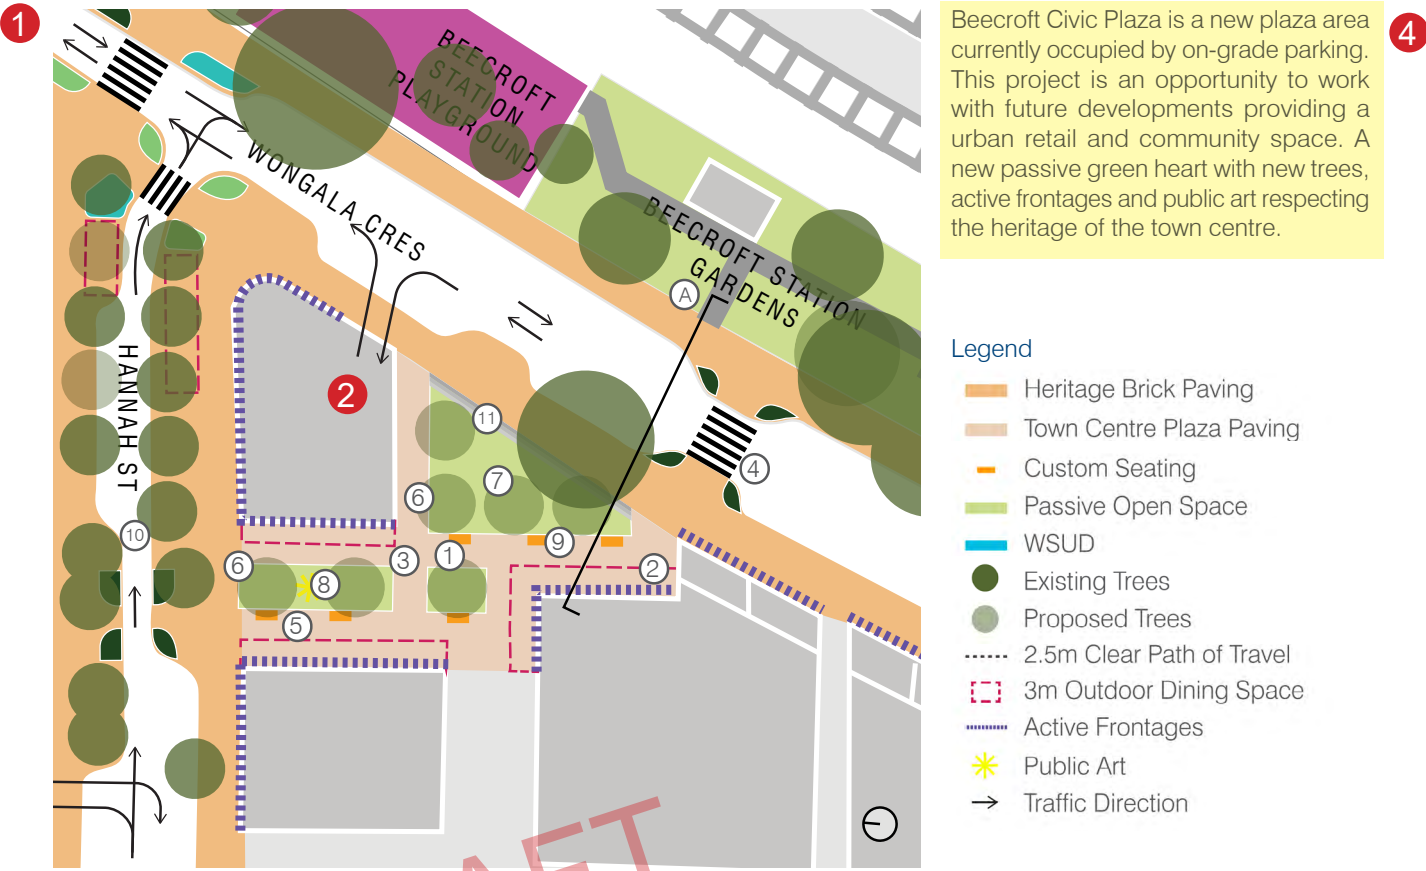 1
BEECROFT
STATION
PLAYGROUND
WONGALA CRES
BEECROFT STATION
GARDENS
A
HANNAH ST
2
11
7
6
4
10
9
3
1
2
6
8
5
AFT
Beecroft Civic Plaza is a new plaza area
currently occupied by on-grade parking.
This project is an opportunity to work
with future developments providing a
urban retail and community space. A
new passive green heart with new trees,
active frontages and public art respecting
the heritage of the town centre.
4
Legend
Heritage Brick Paving
Town Centre Plaza Paving
Custom Seating
Passive Open Space
WSUD
Existing Trees
Proposed Trees
2.5m Clear Path of Travel
3m Outdoor Dining Space
Active Frontages
Public Art
Traffic Direction